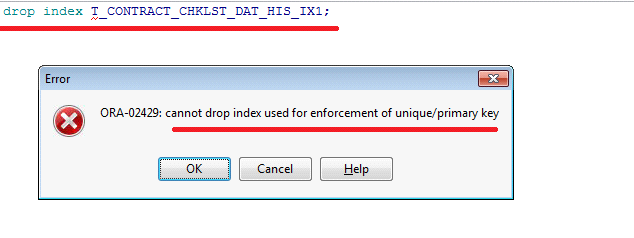 drop index T_CONTRACT_CHKLST_DAT_HIS_IX1;
Error
ORA-02429: cannot drop index used for enforcement of unique/primary key
OK Cancel Help